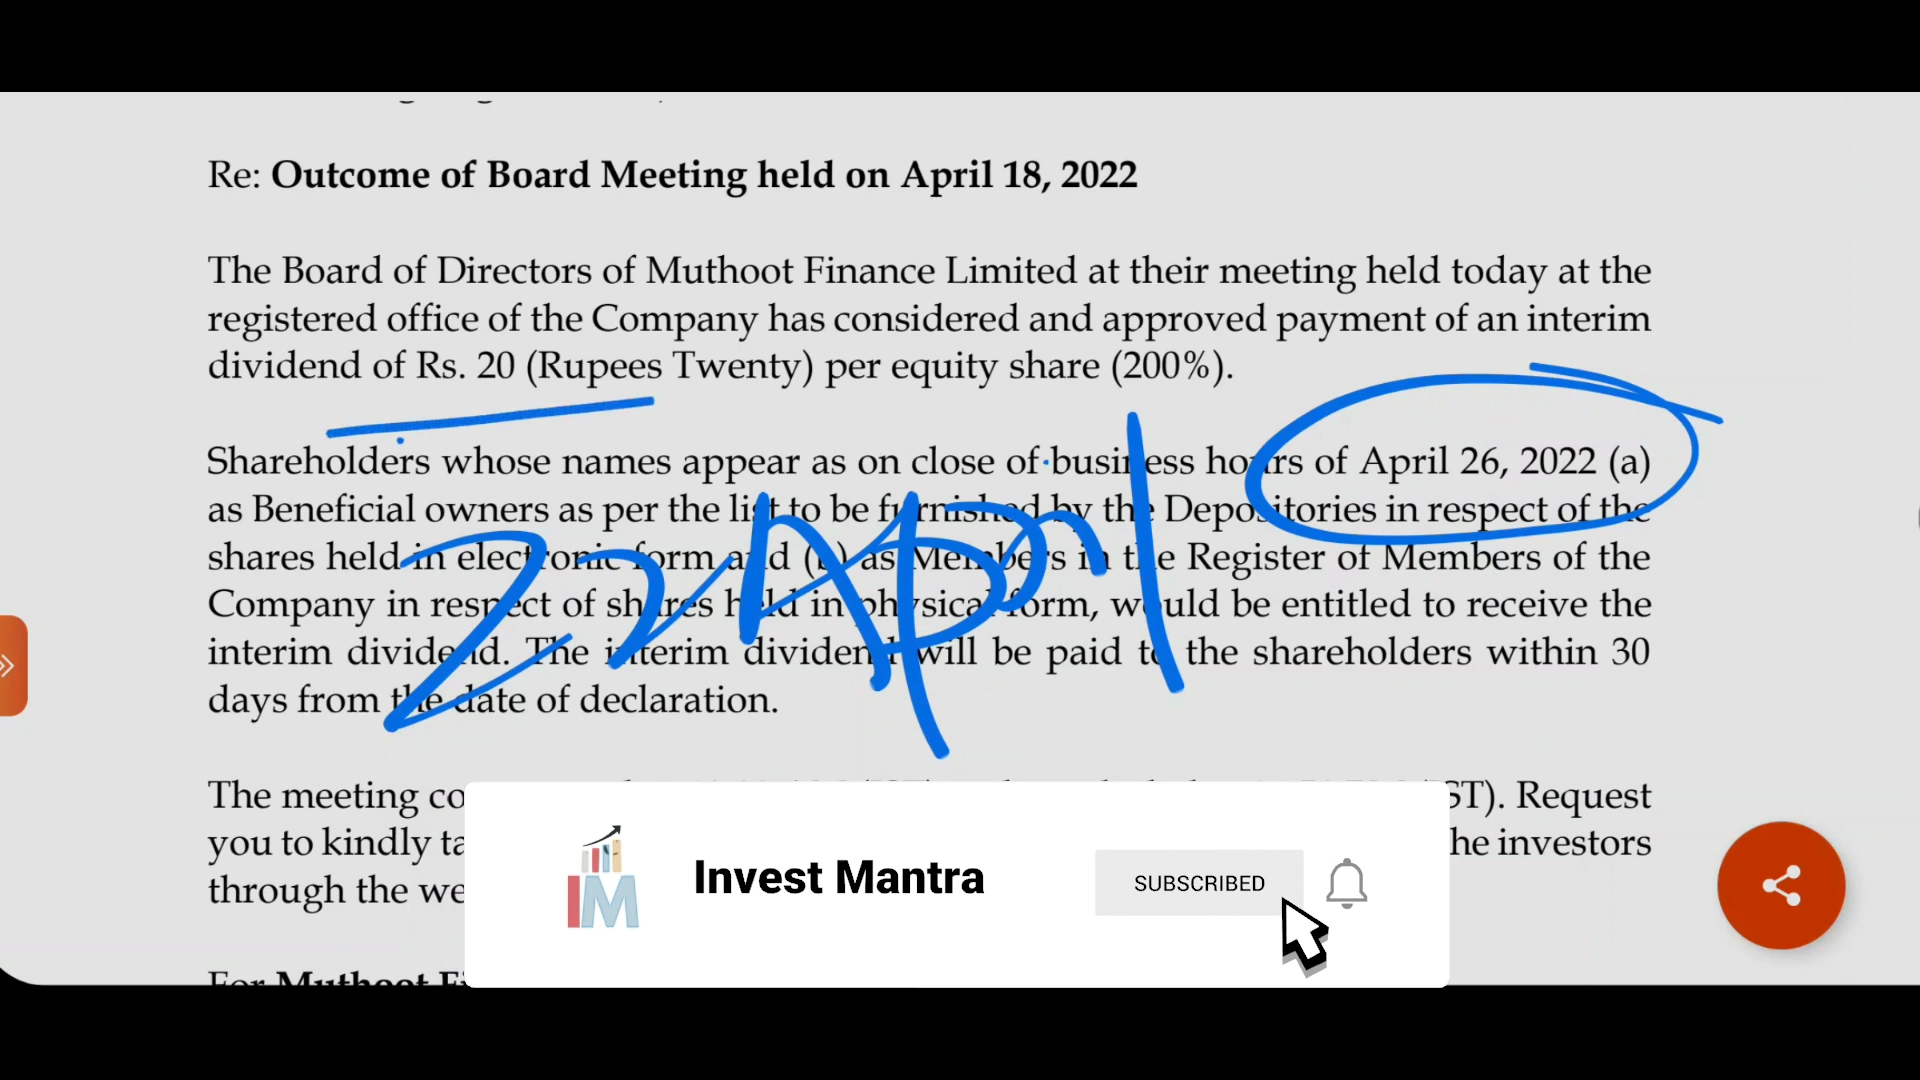 Re: Outcome of Board Meeting held on April 18, 2022
The Board of Directors of Muthoot Finance Limited at their meeting held today at the
registered office of the Company has considered and approved payment of an interim
dividend of Rs. 20 (Rupees Twenty) per equity share (200%).
Shareholders whose names appear as on close of business hours of April 26, 2022 (a)
as Beneficial owners as per the list to be furnished by the Depositories in respect of the
shares held in electronic form and (b) as Members in the Register of Members of the
Company in respect of shares held in physical form, would be entitled to receive the
interim dividend. The interim dividend will be paid to the shareholders within 30
days from the date of declaration.
22 April
The meeting
Request
you to kindly
investors
through the
For Muthoot
IM
Invest Mantra
SUBSCRIBED